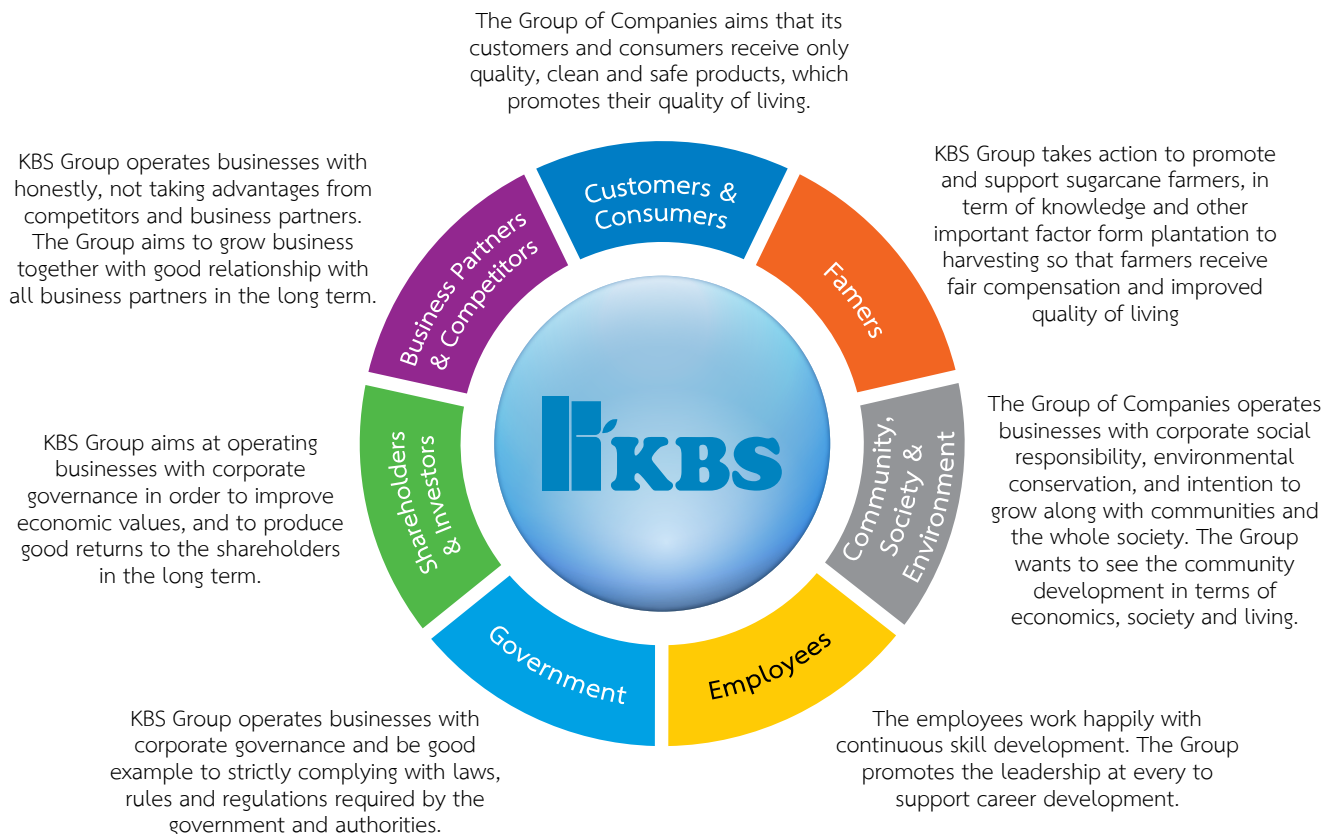 The Group of Companies aims that its
customers and consumers receive only
quality, clean and safe products, which
promotes their quality of living.
KBS Group operates businesses with
honestly, not taking advantages from
competitors and business partners.
The Group aims to grow business
together with good relationship with
all business partners in the long term.
KBS Group takes action to promote
and support sugarcane farmers, in
term of knowledge and other
important factor form plantation to
harvesting so that farmers receive
fair compensation and improved
quality of living
Customers &
Consumers
Business Partners
& Competitors
Famers
KBS
Shareholders
& Investors
Community,
Society &
Environment
Government
Employees
KBS Group aims at operating
businesses with corporate
governance in order to improve
economic values, and to produce
good returns to the shareholders
in the long term.
The Group of Companies operates
businesses with corporate social
responsibility, environmental
conservation, and intention to
grow along with communities and
the whole society. The Group
wants to see the community
development in terms of
economics, society and living.
KBS Group operates businesses with
corporate governance and be good
example to strictly complying with laws,
rules and regulations required by the
government and authorities.
The employees work happily with
continuous skill development. The Group
promotes the leadership at every to
support career development.